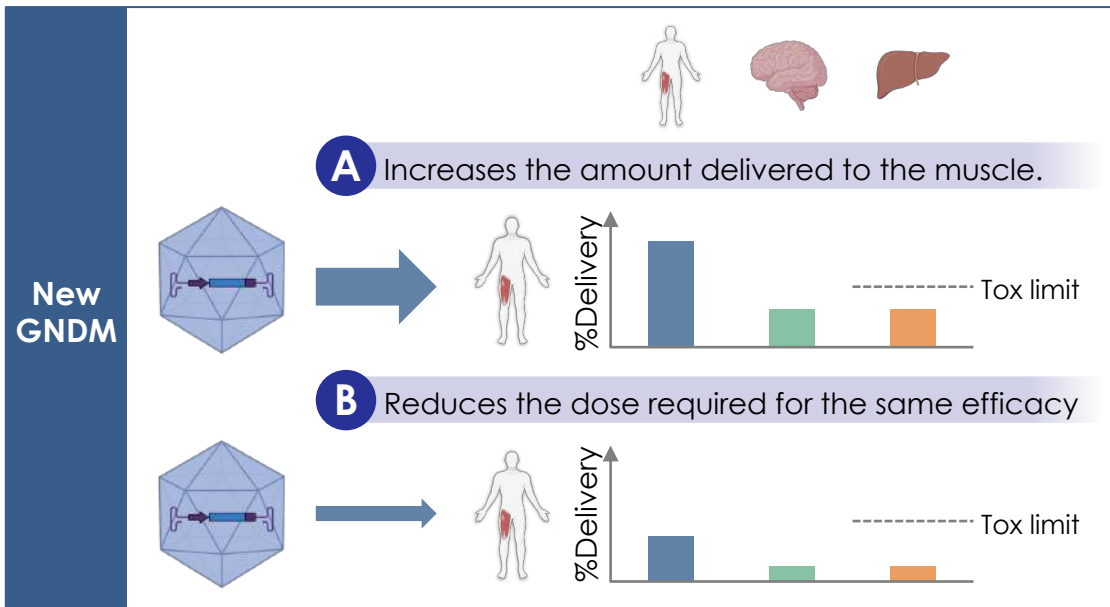 New
GNDM
A Increases the amount delivered to the muscle.
%Delivery
Tox limit
B Reduces the dose required for the same efficacy
%Delivery
Tox limit